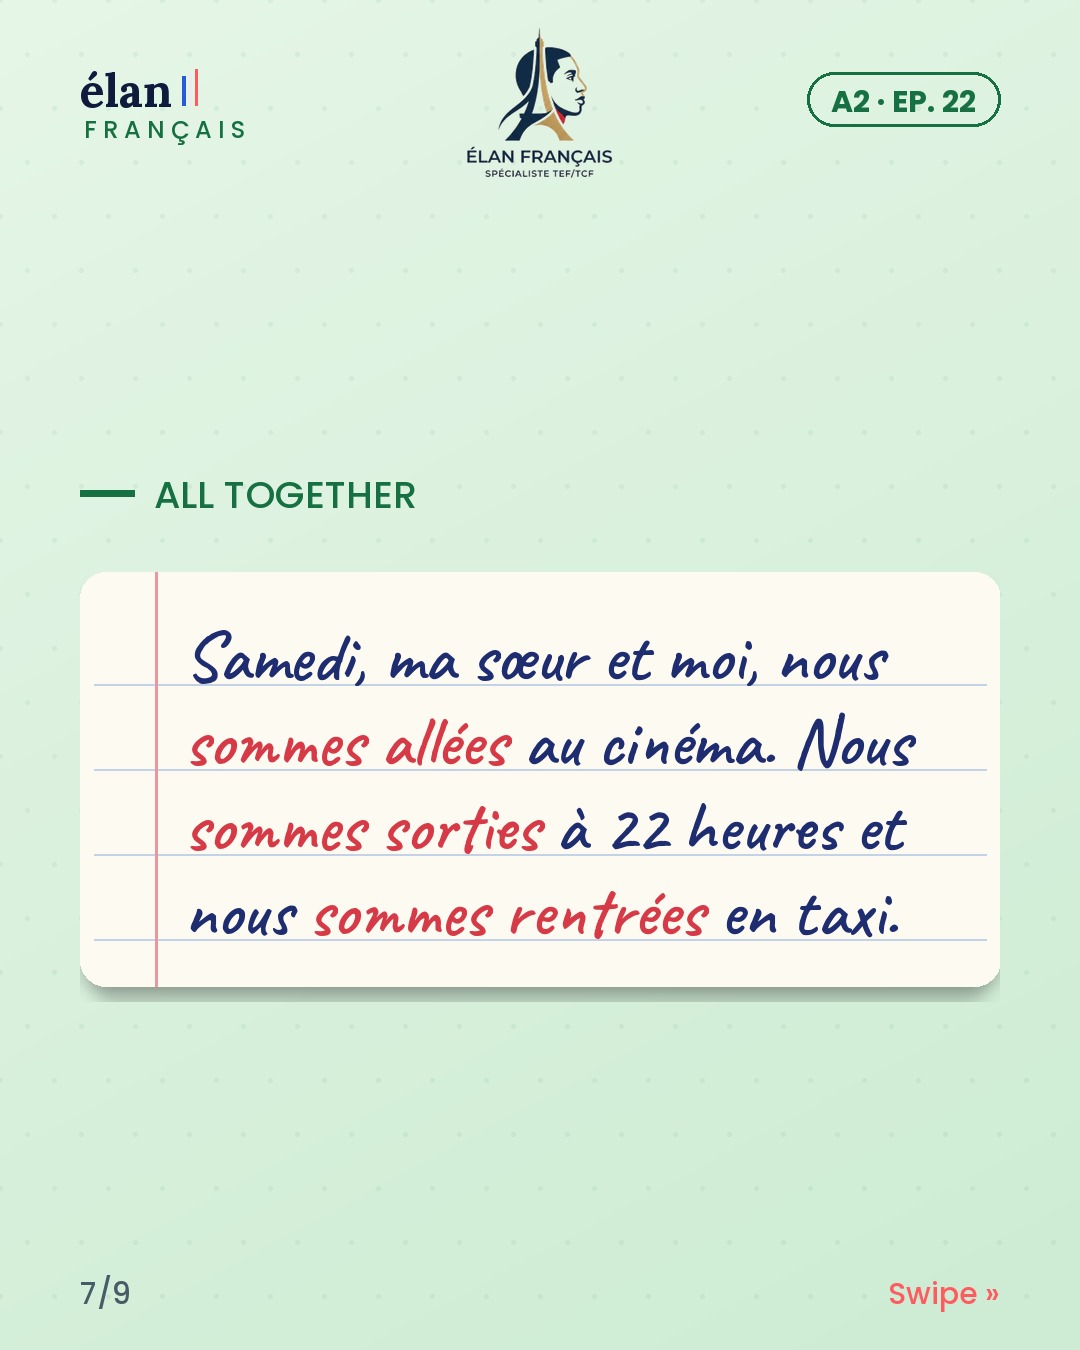 élan
FRANÇAIS
ÉLAN FRANÇAIS
SPÉCIALISTE TEF/TCF
A2 · EP. 22
ALL TOGETHER
Samedi, ma sœur et moi, nous
sommes allées au cinéma. Nous
sommes sorties à 22 heures et
nous sommes rentrées en taxi.
7/9
Swipe »